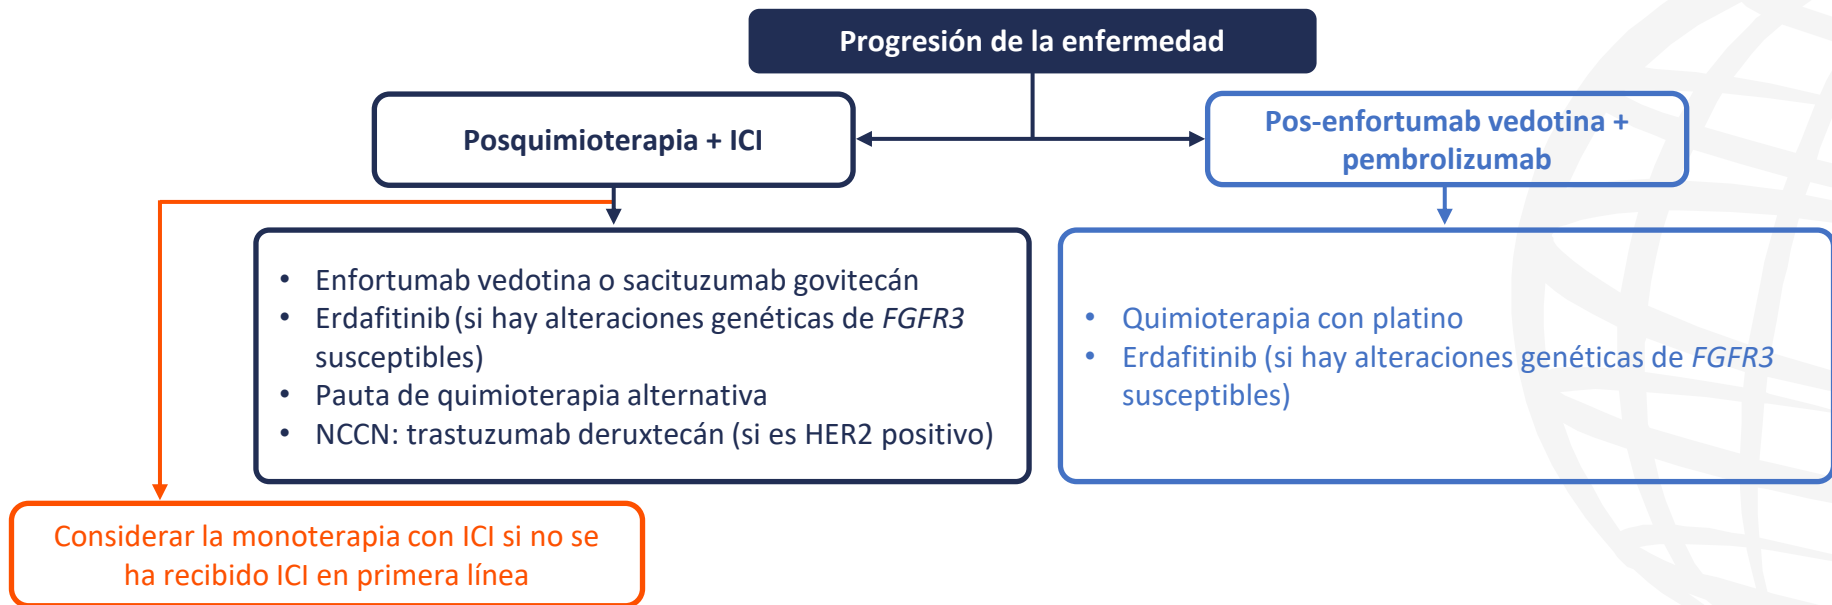 Progresión de la enfermedad
Posquimioterapia + ICI
Pos-enfortumab vedotina +
pembrolizumab
• Enfortumab vedotina o sacituzumab govitecán
• Erdafitinib (si hay alteraciones genéticas de FGFR3
susceptibles)
• Pauta de quimioterapia alternativa
• NCCN: trastuzumab deruxtecán (si es HER2 positivo)
• Quimioterapia con platino
• Erdafitinib (si hay alteraciones genéticas de FGFR3
susceptibles)
Considerar la monoterapia con ICI si no se
ha recibido ICI en primera línea